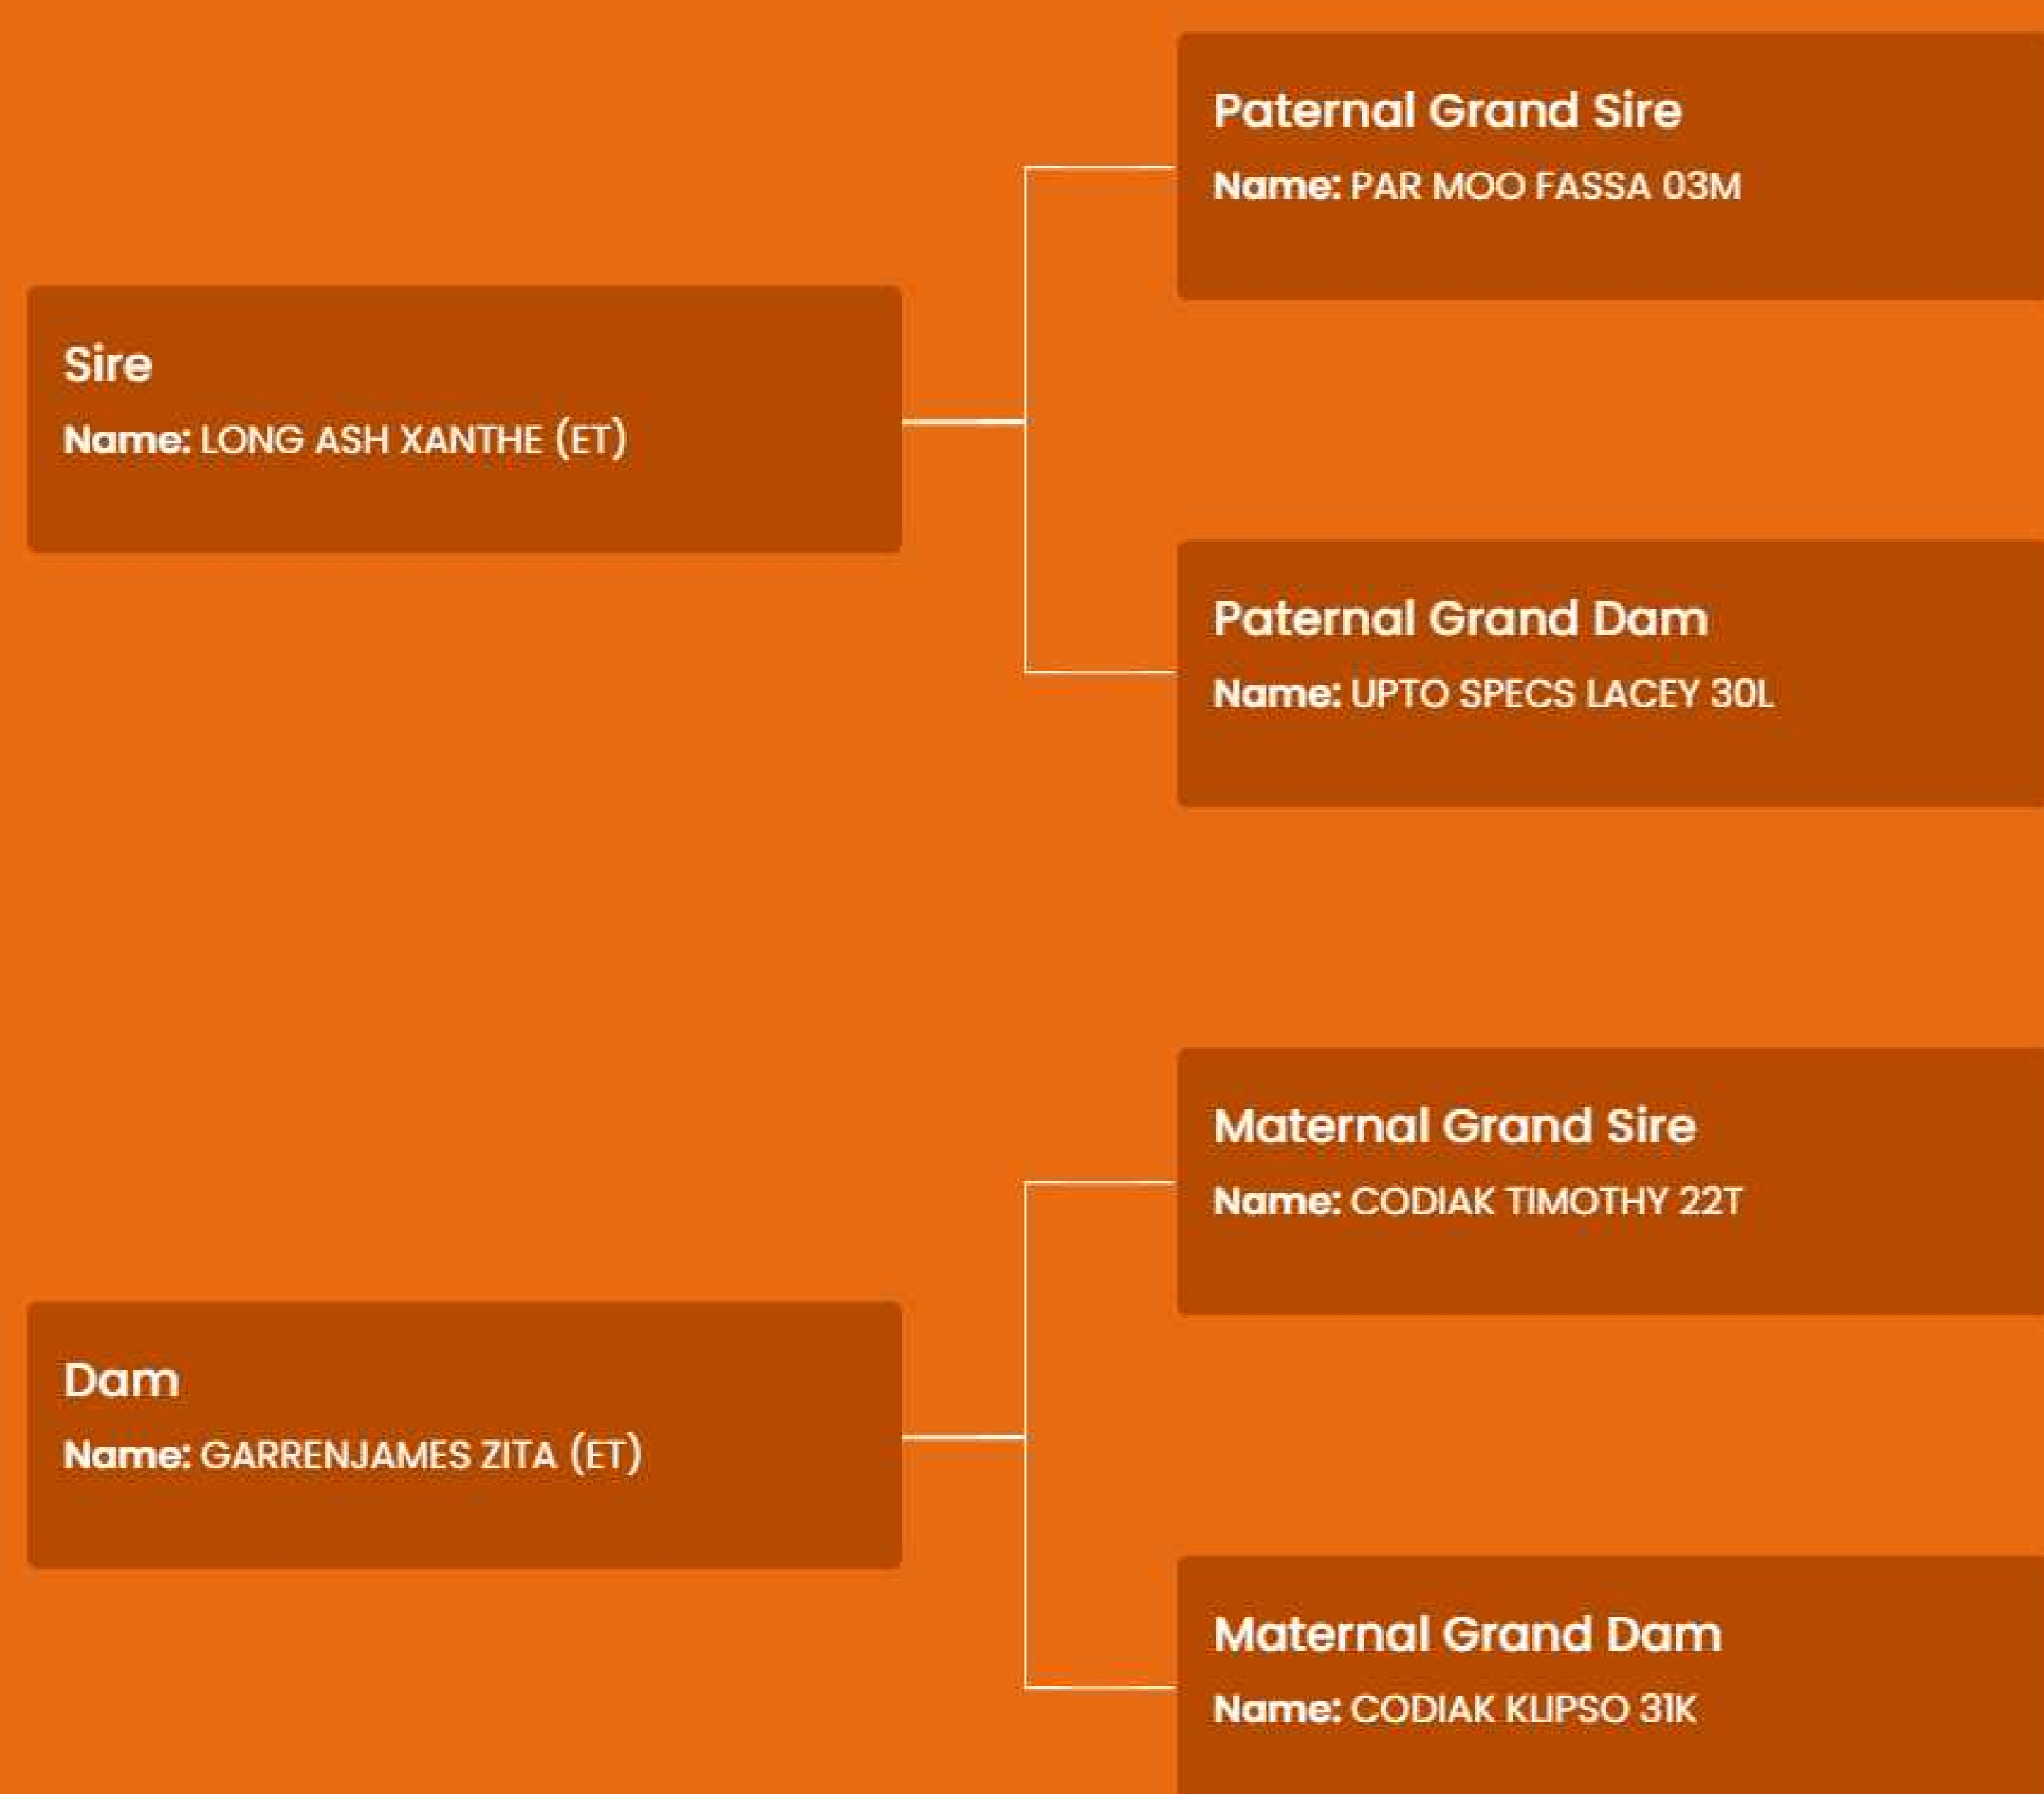 Paternal Grand Sire
Name: PAR MOO FASSA 03M
Sire
Name: LONG ASH XANTHE (ET)
Paternal Grand Dam
Name: UPTO SPECS LACEY 30L
Maternal Grand Sire
Name: CODIAK TIMOTHY 22T
Dam
Name: GARRENJAMES ZITA (ET)
Maternal Grand Dam
Name: CODIAK KLIPSO 31K